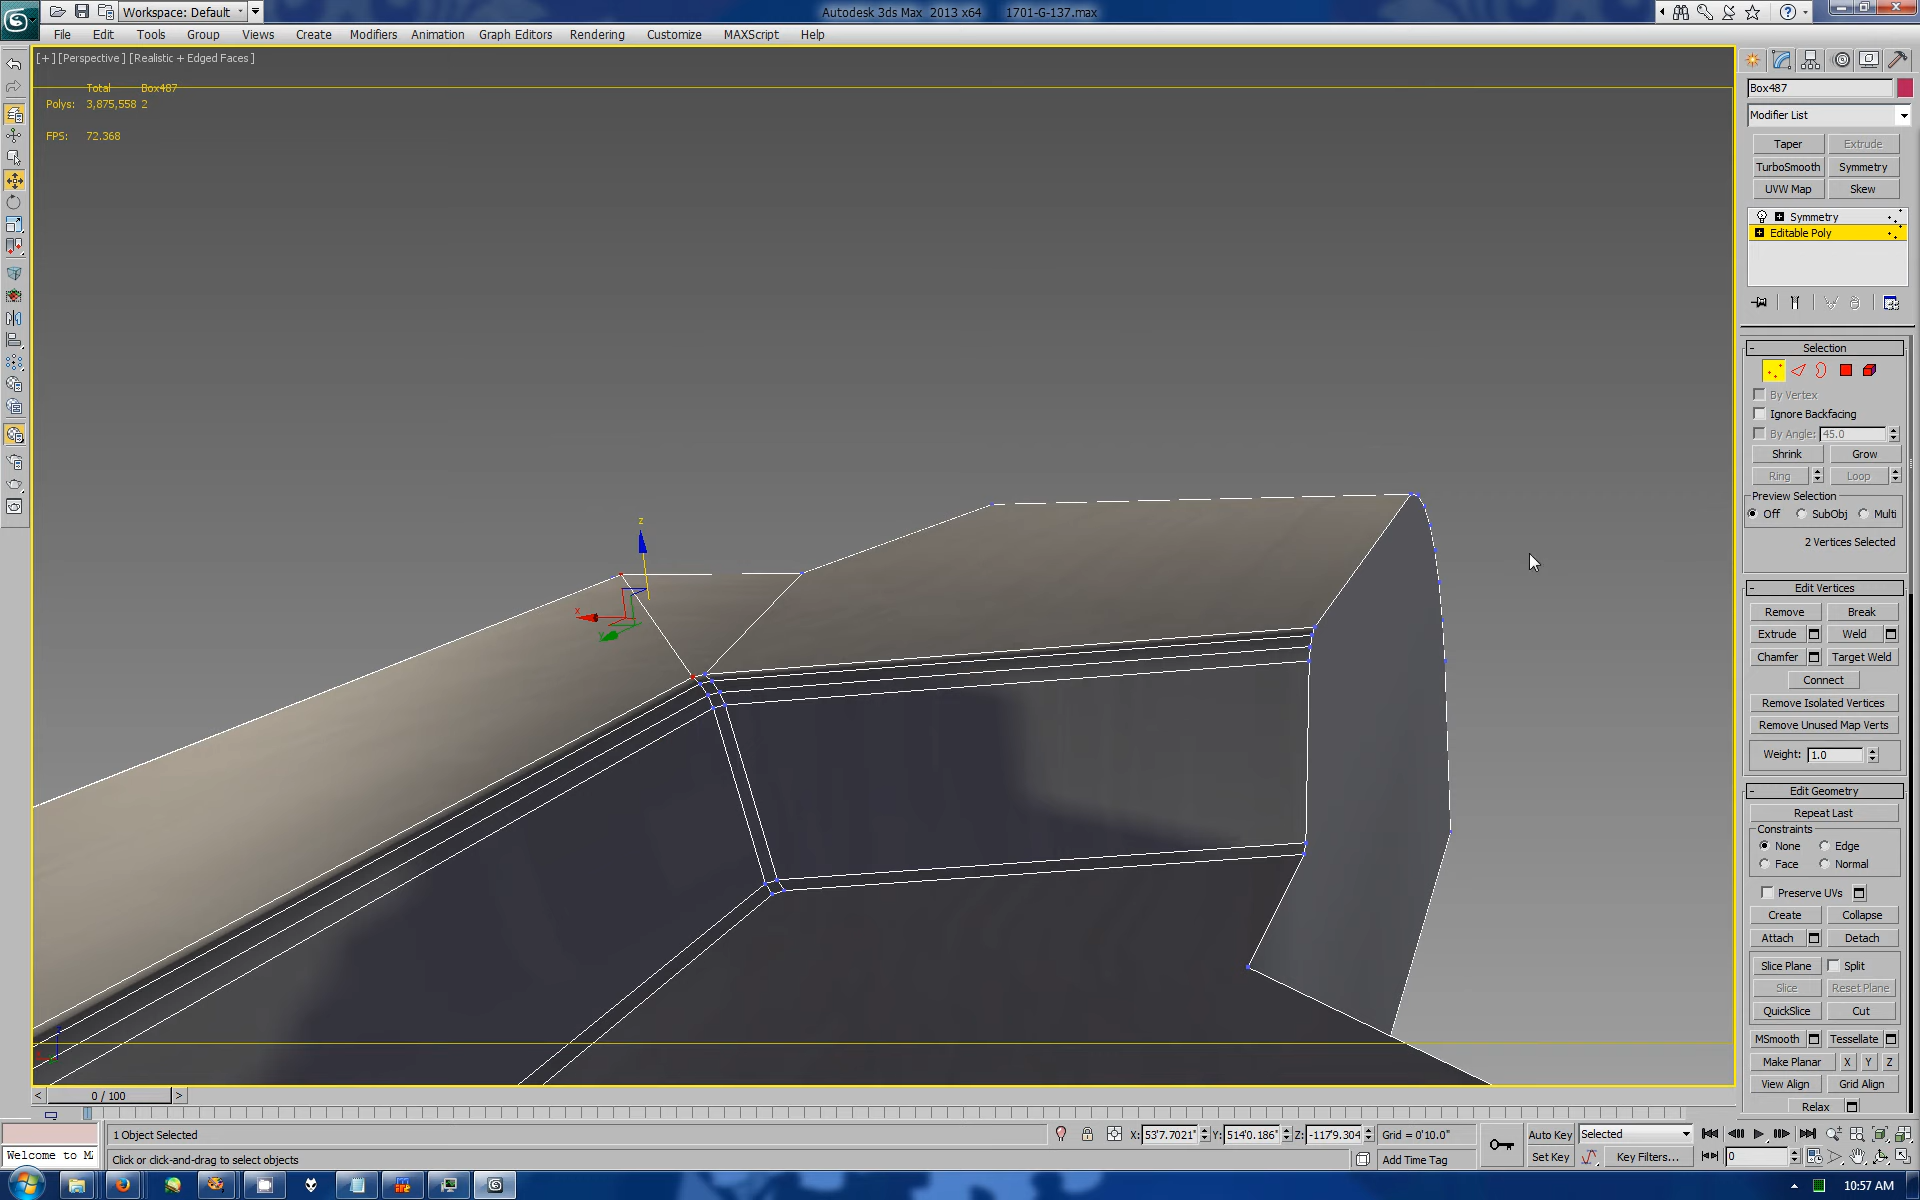 Workspace: Default
Autodesk 3ds Max 2013 x64 1701-G-137.max
File Edit Tools Group Views Create Modifiers Animation Graph Editors Rendering Customize MAXScript Help
[+] [Perspective] [Realistic + Edged Faces]
Total Box487
Polys: 3,875,558 2
FPS: 72.368
z
x
y
Box487
Modifier List
Taper Extrude
TurboSmooth Symmetry
UVW Map Skew
Symmetry
Editable Poly
Selection
By Vertex
Ignore Backfacing
By Angle: 45.0
Shrink Grow
Ring Loop
Preview Selection
Off SubObj Multi
2 Vertices Selected
Edit Vertices
Remove Break
Extrude Weld
Chamfer Target Weld
Connect
Remove Isolated Vertices
Remove Unused Map Verts
Weight: 1.0
Edit Geometry
Repeat Last
Constraints
None Edge
Face Normal
Preserve UVs
Create Collapse
Attach Detach
Slice Plane Split
Slice Reset Plane
QuickSlice Cut
MSmooth Tessellate
Make Planar X Y Z
View Align Grid Align
Relax
< 0 / 100 >
1 Object Selected X: 53'7.7021" Y: 514'0.186" Z: -117'9.304 Grid = 0'10.0" Auto Key Selected
Welcome to M Click or click-and-drag to select objects Add Time Tag Set Key Key Filters... 0
10:57 AM